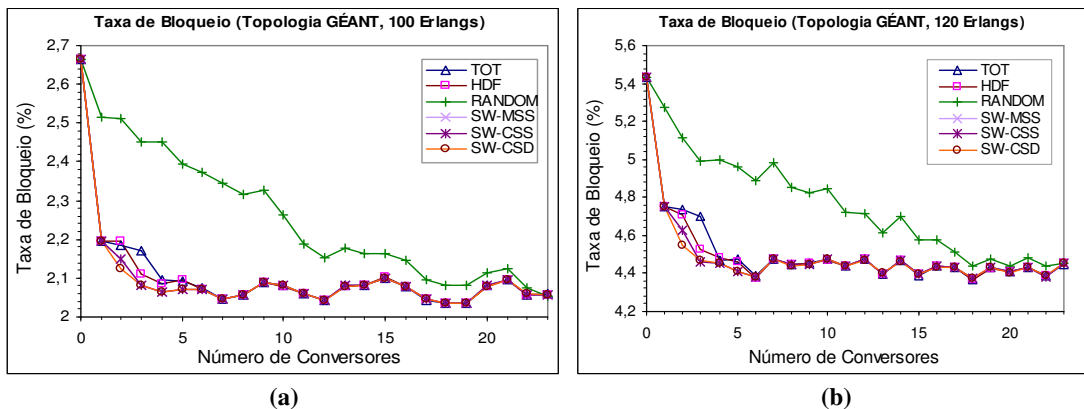 Taxa de Bloqueio (Topologia GÉANT, 100 Erlangs)
2,7
2,6
2,5
2,4
2,3
2,2
2,1
2
Taxa de Bloqueio (%)
TOT
HDF
RANDOM
SW-MSS
SW-CSS
SW-CSD
0
5
10
15
20
Número de Conversores
(a)
Taxa de Bloqueio (Topologia GÉANT, 120 Erlangs)
5,6
5,4
5,2
5
4,8
4,6
4,4
4,2
Taxa de Bloqueio (%)
TOT
HDF
RANDOM
SW-MSS
SW-CSS
SW-CSD
0
5
10
15
20
Número de Conversores
(b)